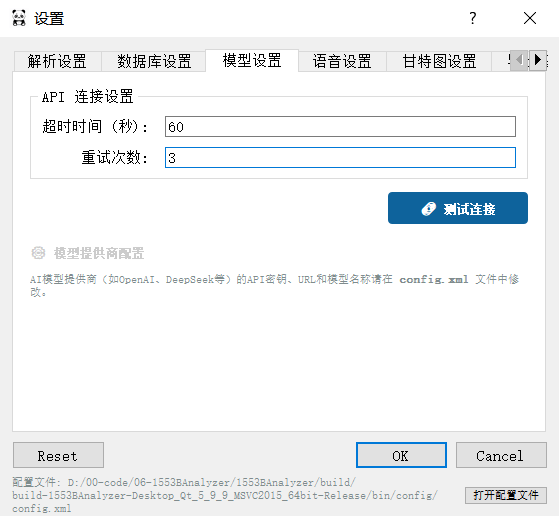 设置
解析设置 数据库设置 模型设置 语音设置 甘特图设置
API 连接设置
超时时间 (秒): 60
重试次数: 3
测试连接
模型提供商配置
AI模型提供商（如OpenAI、DeepSeek等）的API密钥、URL和模型名称请在 config.xml 文件中修
改。
Reset OK Cancel
配置文件: D:/00-code/06-1553BAnalyzer/1553BAnalyzer/build/
build-1553BAnalyzer-Desktop_Qt_5_9_9_MSVC2015_64bit-Release/bin/config/
config.xml
打开配置文件